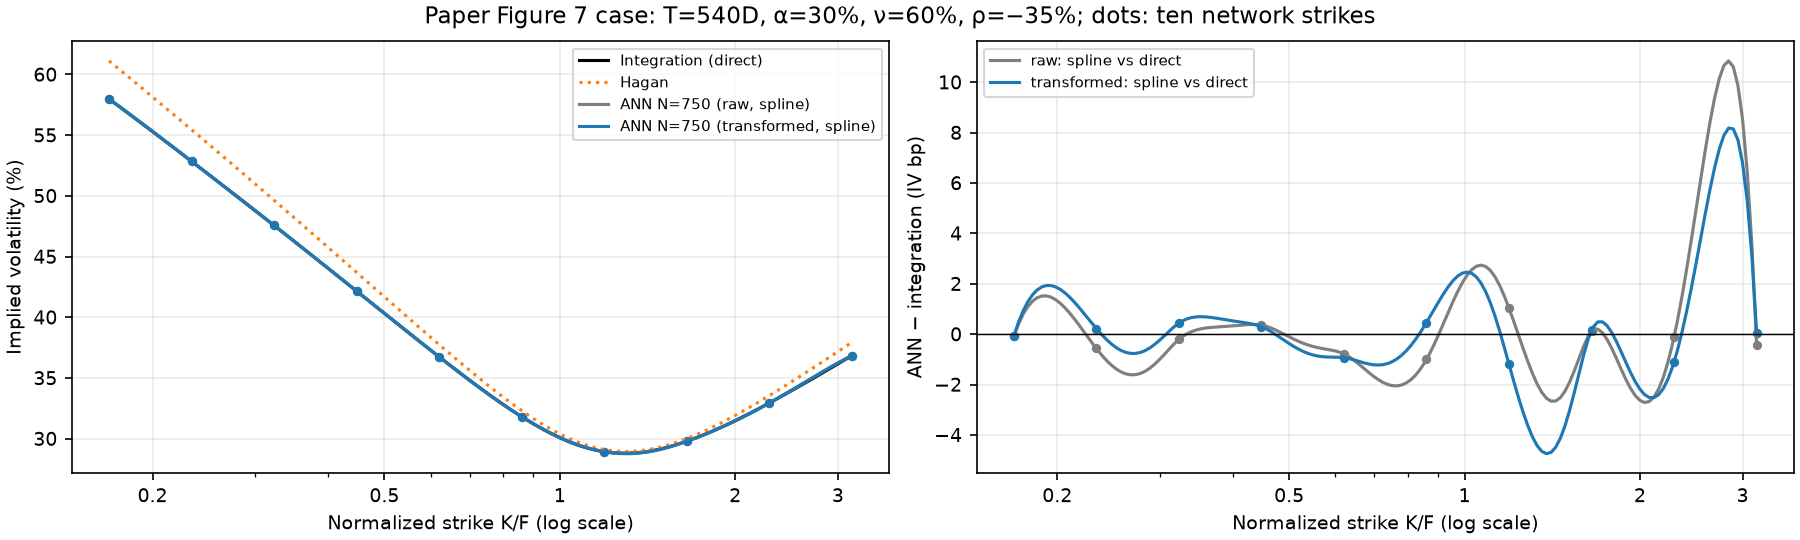 Paper Figure 7 case: T=540D, α=30%, ν=60%, ρ=−35%; dots: ten network strikes
Implied volatility (%)
60
55
50
45
40
35
30
0.2
0.5
1
2
3
Normalized strike K/F (log scale)
Integration (direct)
Hagan
ANN N=750 (raw, spline)
ANN N=750 (transformed, spline)
ANN − integration (IV bp)
10
8
6
4
2
0
−2
−4
0.2
0.5
1
2
3
Normalized strike K/F (log scale)
raw: spline vs direct
transformed: spline vs direct